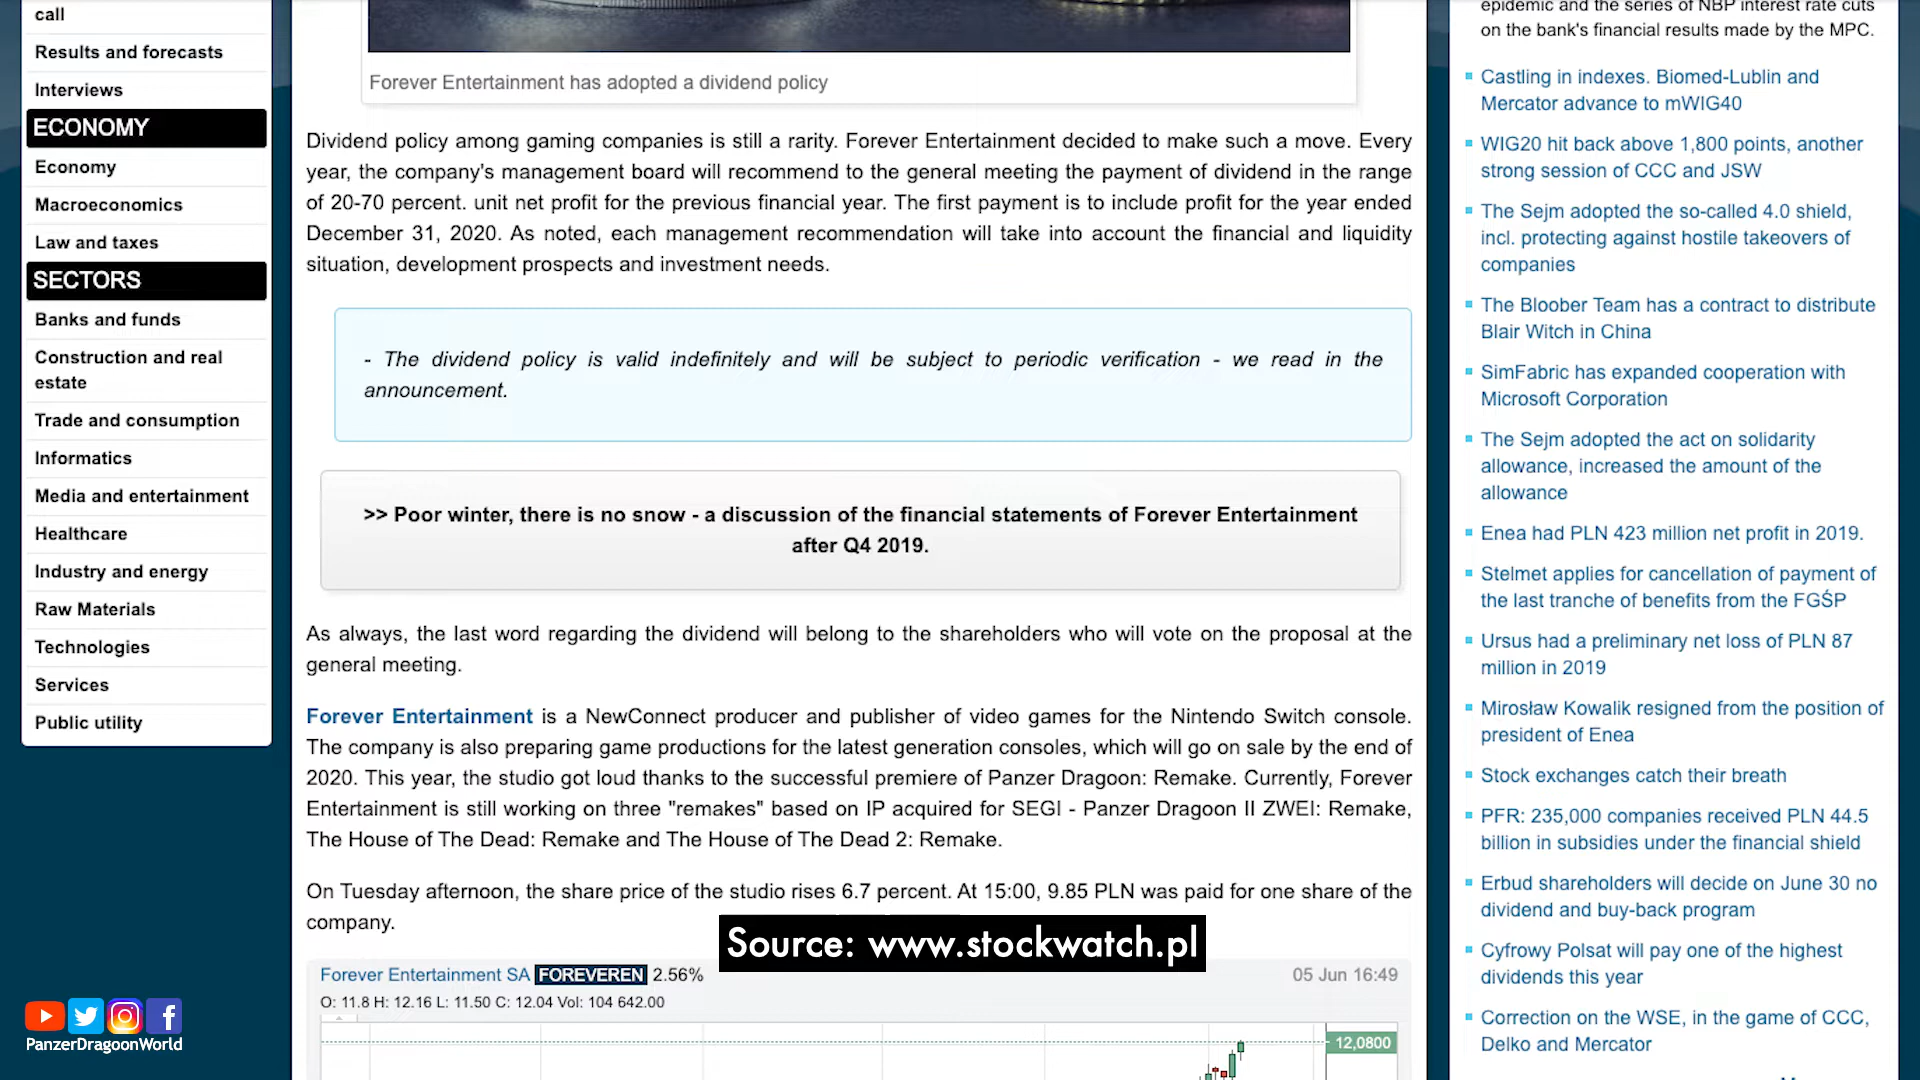 call
Results and forecasts
Interviews
ECONOMY
Economy
Macroeconomics
Law and taxes
SECTORS
Banks and funds
Construction and real
estate
Trade and consumption
Informatics
Media and entertainment
Healthcare
Industry and energy
Raw Materials
Technologies
Services
Public utility
Forever Entertainment has adopted a dividend policy
Dividend policy among gaming companies is still a rarity. Forever Entertainment decided to make such a move. Every
year, the company's management board will recommend to the general meeting the payment of dividend in the range
of 20-70 percent. unit net profit for the previous financial year. The first payment is to include profit for the year ended
December 31, 2020. As noted, each management recommendation will take into account the financial and liquidity
situation, development prospects and investment needs.
- The dividend policy is valid indefinitely and will be subject to periodic verification - we read in the
announcement.
>> Poor winter, there is no snow - a discussion of the financial statements of Forever Entertainment
after Q4 2019.
As always, the last word regarding the dividend will belong to the shareholders who will vote on the proposal at the
general meeting.
Forever Entertainment is a NewConnect producer and publisher of video games for the Nintendo Switch console.
The company is also preparing game productions for the latest generation consoles, which will go on sale by the end of
2020. This year, the studio got loud thanks to the successful premiere of Panzer Dragoon: Remake. Currently, Forever
Entertainment is still working on three "remakes" based on IP acquired for SEGI - Panzer Dragoon II ZWEI: Remake,
The House of The Dead: Remake and The House of The Dead 2: Remake.
On Tuesday afternoon, the share price of the studio rises 6.7 percent. At 15:00, 9.85 PLN was paid for one share of the
company.
Source: www.stockwatch.pl
Forever Entertainment SA FOREVEREN 2.56%
05 Jun 16:49
O: 11.8 H: 12.16 L: 11.50 C: 12.04 Vol: 104 642.00
12,0800
epidemic and the series of NBP interest rate cuts
on the bank's financial results made by the MPC.
Castling in indexes. Biomed-Lublin and
Mercator advance to mWIG40
WIG20 hit back above 1,800 points, another
strong session of CCC and JSW
The Sejm adopted the so-called 4.0 shield,
incl. protecting against hostile takeovers of
companies
The Bloober Team has a contract to distribute
Blair Witch in China
SimFabric has expanded cooperation with
Microsoft Corporation
The Sejm adopted the act on solidarity
allowance, increased the amount of the
allowance
Enea had PLN 423 million net profit in 2019.
Stelmet applies for cancellation of payment of
the last tranche of benefits from the FGŚP
Ursus had a preliminary net loss of PLN 87
million in 2019
Mirosław Kowalik resigned from the position of
president of Enea
Stock exchanges catch their breath
PFR: 235,000 companies received PLN 44.5
billion in subsidies under the financial shield
Erbud shareholders will decide on June 30 no
dividend and buy-back program
Cyfrowy Polsat will pay one of the highest
dividends this year
Correction on the WSE, in the game of CCC,
Delko and Mercator
PanzerDragoonWorld